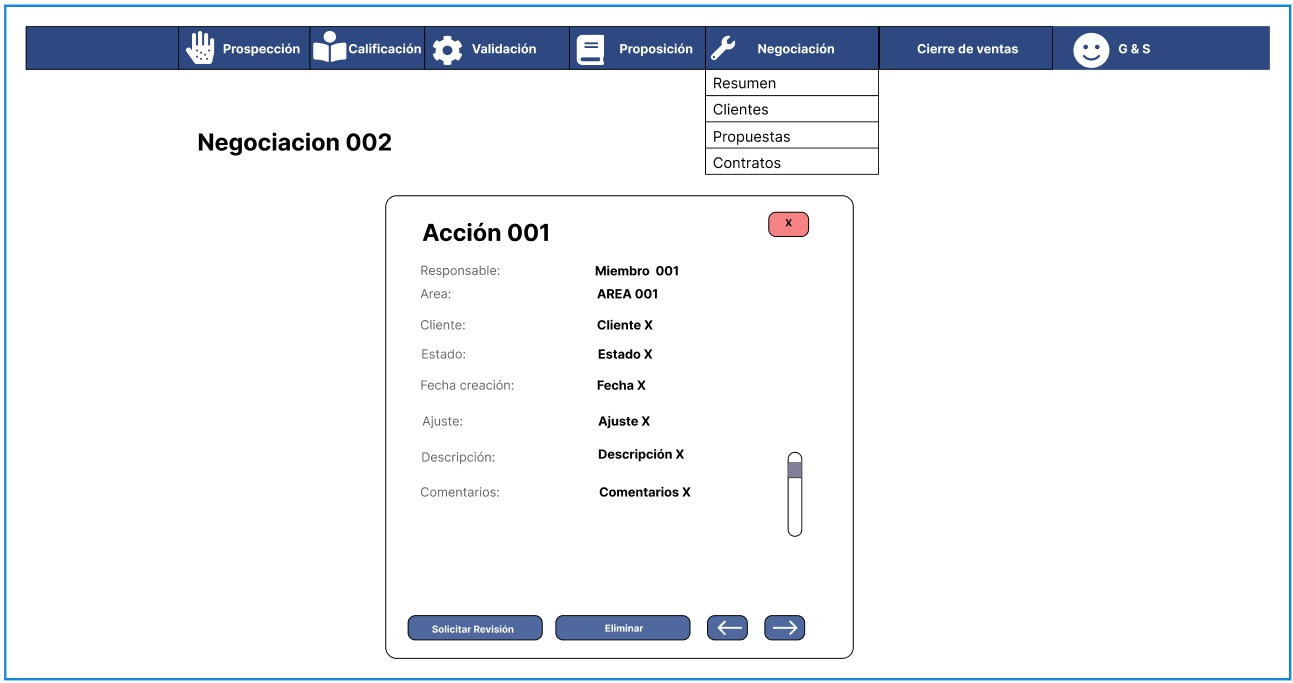 Prospección
Calificación
Validación
Proposición
Negociación
Cierre de ventas
G & S
Resumen
Clientes
Propuestas
Contratos
Negociacion 002
Acción 001
X
Responsable: Miembro 001
Area: AREA 001
Cliente: Cliente X
Estado: Estado X
Fecha creación: Fecha X
Ajuste: Ajuste X
Descripción: Descripción X
Comentarios: Comentarios X
Solicitar Revisión
Eliminar